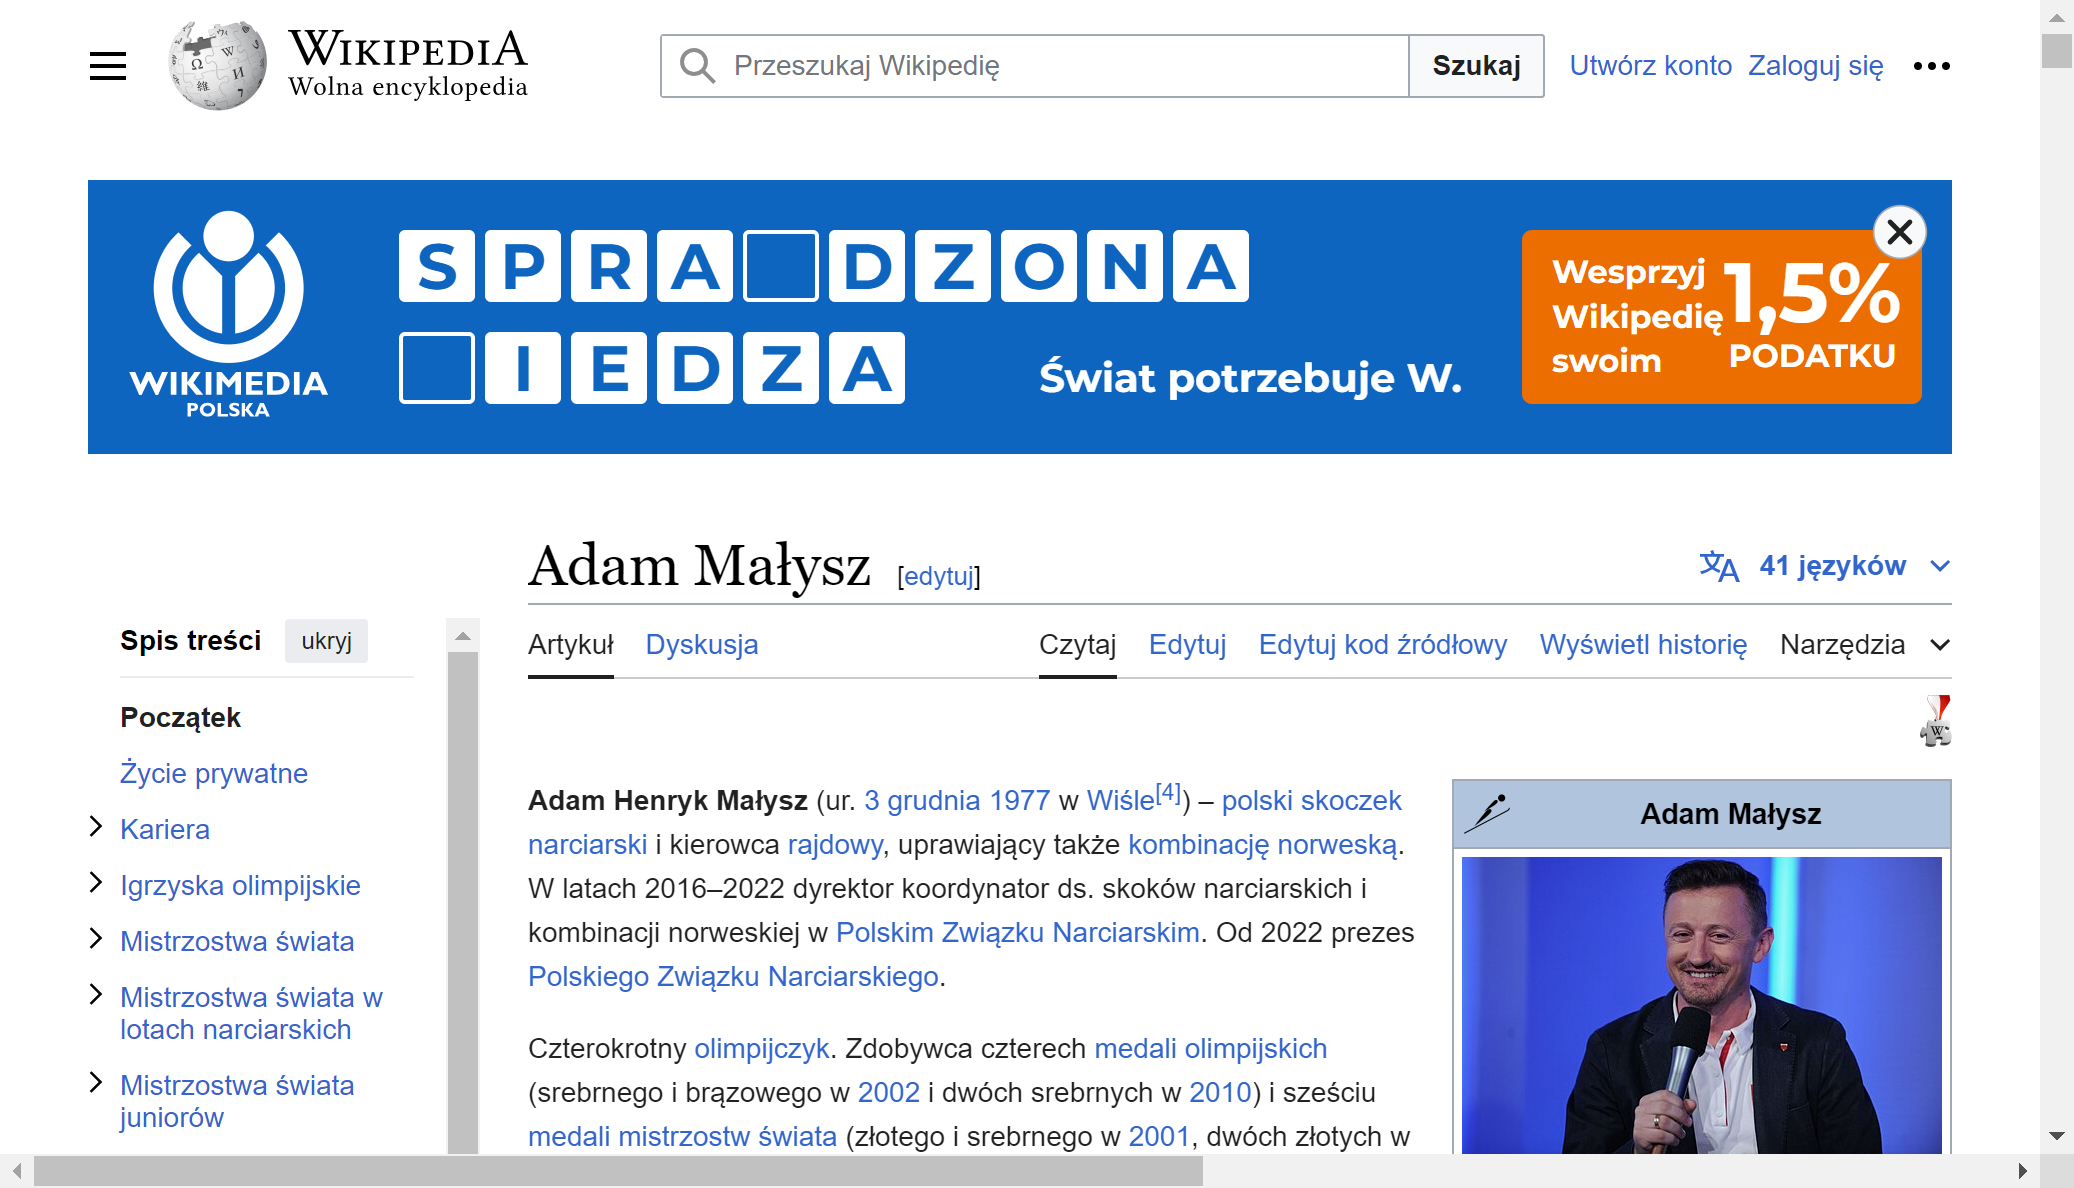 WIKIPEDIA
Wolna encyklopedia
Przeszukaj Wikipedię
Szukaj
Utwórz konto
Zaloguj się
WIKIMEDIA
POLSKA
SPRA DZONA
IEDZA
Świat potrzebuje W.
Wesprzyj
Wikipedię
swoim
1,5%
PODATKU
Adam Małysz [edytuj]
41 języków
Spis treści ukryj
Początek
Życie prywatne
Kariera
Igrzyska olimpijskie
Mistrzostwa świata
Mistrzostwa świata w
lotach narciarskich
Mistrzostwa świata
juniorów
Artykuł Dyskusja Czytaj Edytuj Edytuj kod źródłowy Wyświetl historię Narzędzia
Adam Henryk Małysz (ur. 3 grudnia 1977 w Wiśle[4]) – polski skoczek
narciarski i kierowca rajdowy, uprawiający także kombinację norweską.
W latach 2016–2022 dyrektor koordynator ds. skoków narciarskich i
kombinacji norweskiej w Polskim Związku Narciarskim. Od 2022 prezes
Polskiego Związku Narciarskiego.
Czterokrotny olimpijczyk. Zdobywca czterech medali olimpijskich
(srebrnego i brązowego w 2002 i dwóch srebrnych w 2010) i sześciu
medali mistrzostw świata (złotego i srebrnego w 2001, dwóch złotych w
Adam Małysz